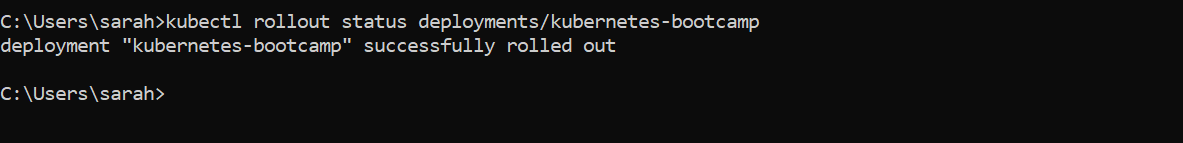 C:\Users\sarah>kubectl rollout status deployments/kubernetes-bootcamp
deployment "kubernetes-bootcamp" successfully rolled out
C:\Users\sarah>